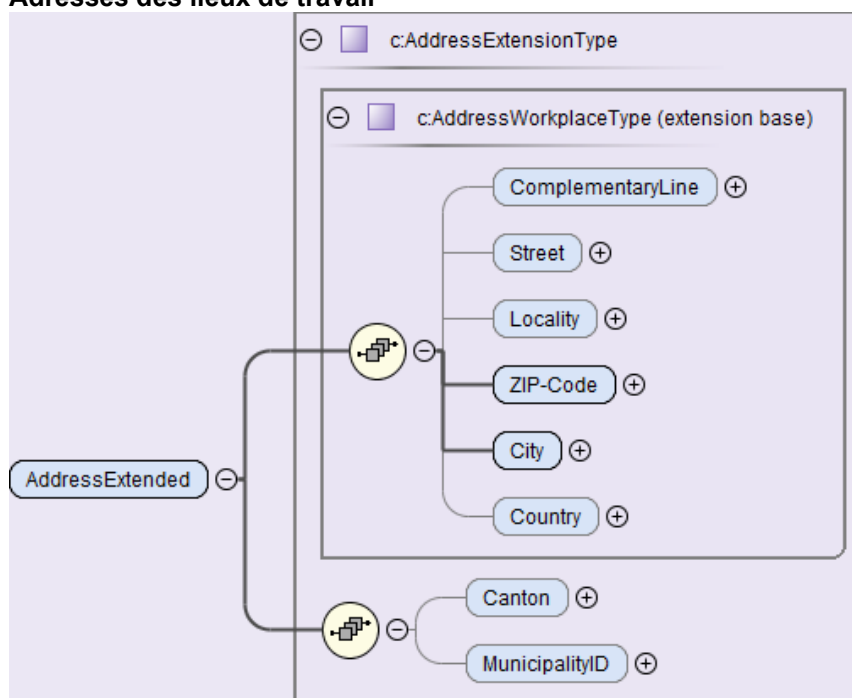 Adresses des lieux de travail
c:AddressExtensionType
c:AddressWorkplaceType (extension base)
ComplementaryLine
Street
Locality
ZIP-Code
City
AddressExtended
Country
Canton
MunicipalityID